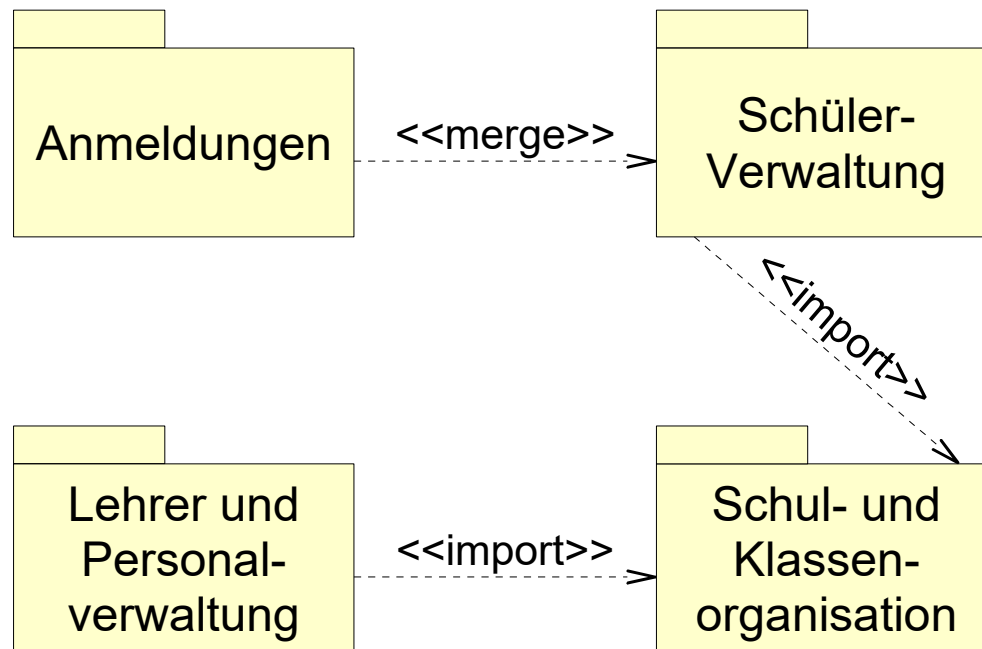 Anmeldungen
<<merge>>
Schüler-
Verwaltung
<<import>>
Lehrer und
Personal-
verwaltung
<<import>>
Schul- und
Klassen-
organisation